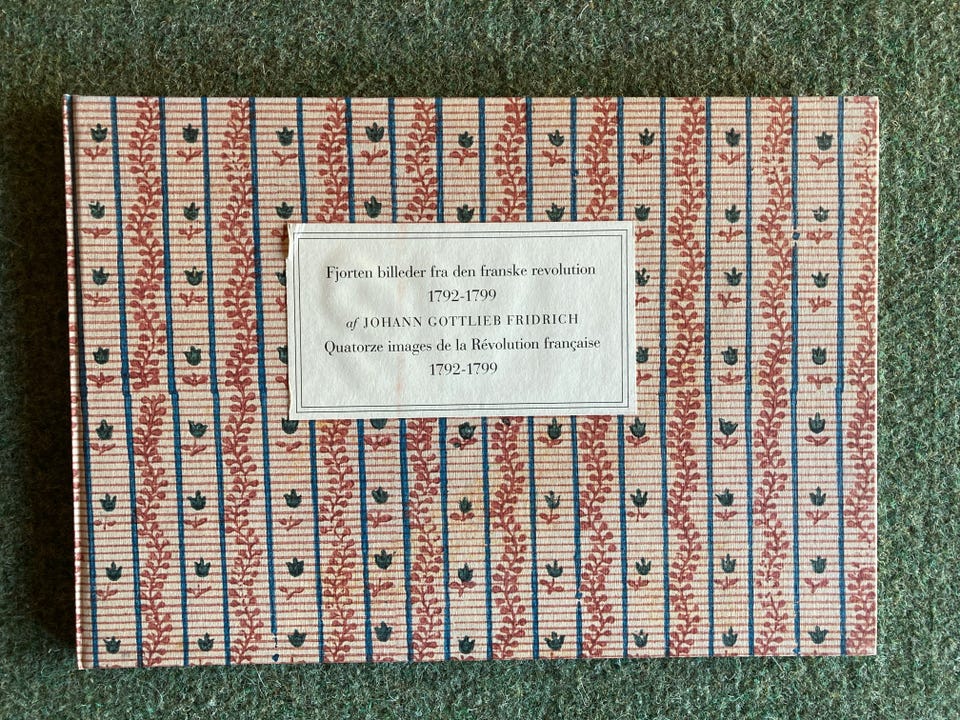 Fjorten billeder fra den franske revolution
1792-1799
af JOHANN GOTTLIEB FRIDRICH
Quatorze images de la Révolution française
1792-1799